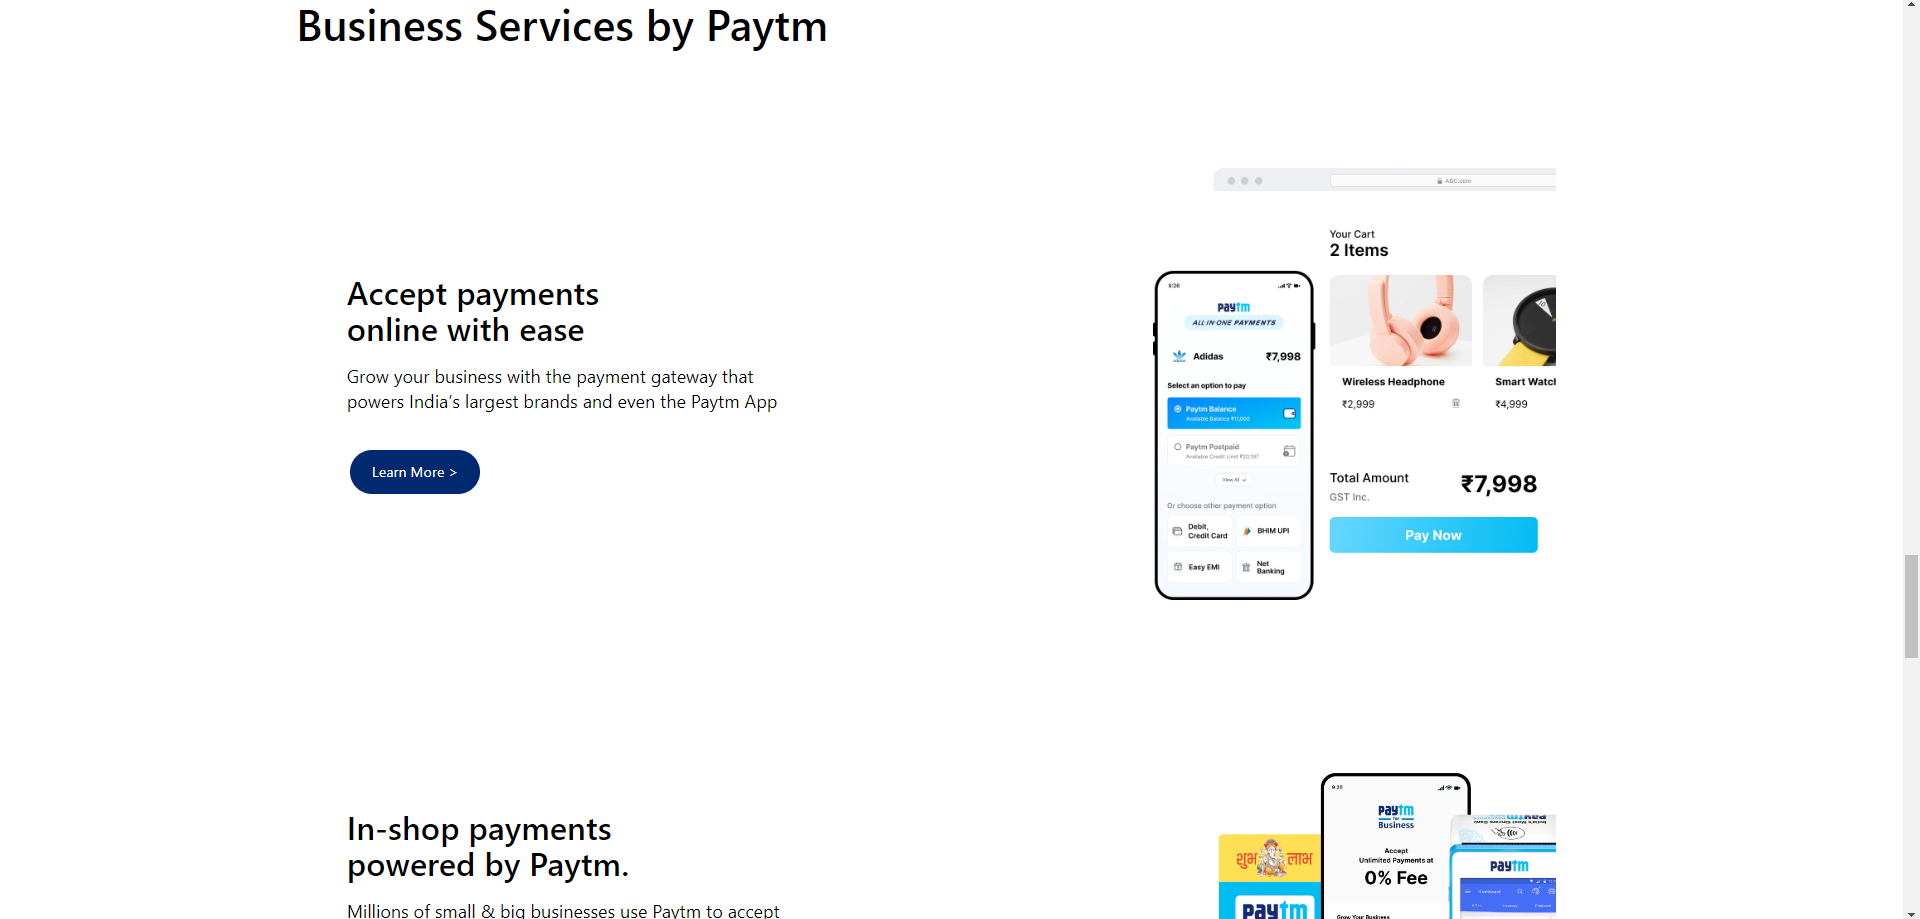 Business Services by Paytm
ABC.com
Your Cart
2 Items
Accept payments
online with ease
Grow your business with the payment gateway that
powers India’s largest brands and even the Paytm App
Learn More >
9:26
paytm
ALL-IN-ONE PAYMENTS
Adidas ₹7,998
Select an option to pay
Paytm Balance
Available Balance ₹11,000
Paytm Postpaid
Available Credit Limit ₹20,197
View All
Or choose other payment option
Debit,
Credit Card
BHIM UPI
Easy EMI
Net
Banking
Wireless Headphone
₹2,999
Smart Watch
₹4,999
Total Amount
GST Inc.
₹7,998
Pay Now
In-shop payments
powered by Paytm.
Millions of small & big businesses use Paytm to accept
शुभ लाभ
paytm
9:26
paytm
for
Business
Accept
Unlimited Payments at
0% Fee
Grow Your Business
paytm